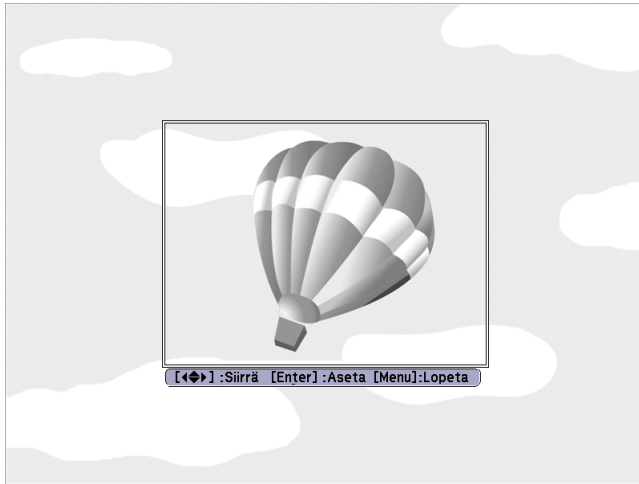 [◀◆▶] :Siirrä [Enter] :Aseta [Menu]:Lopeta